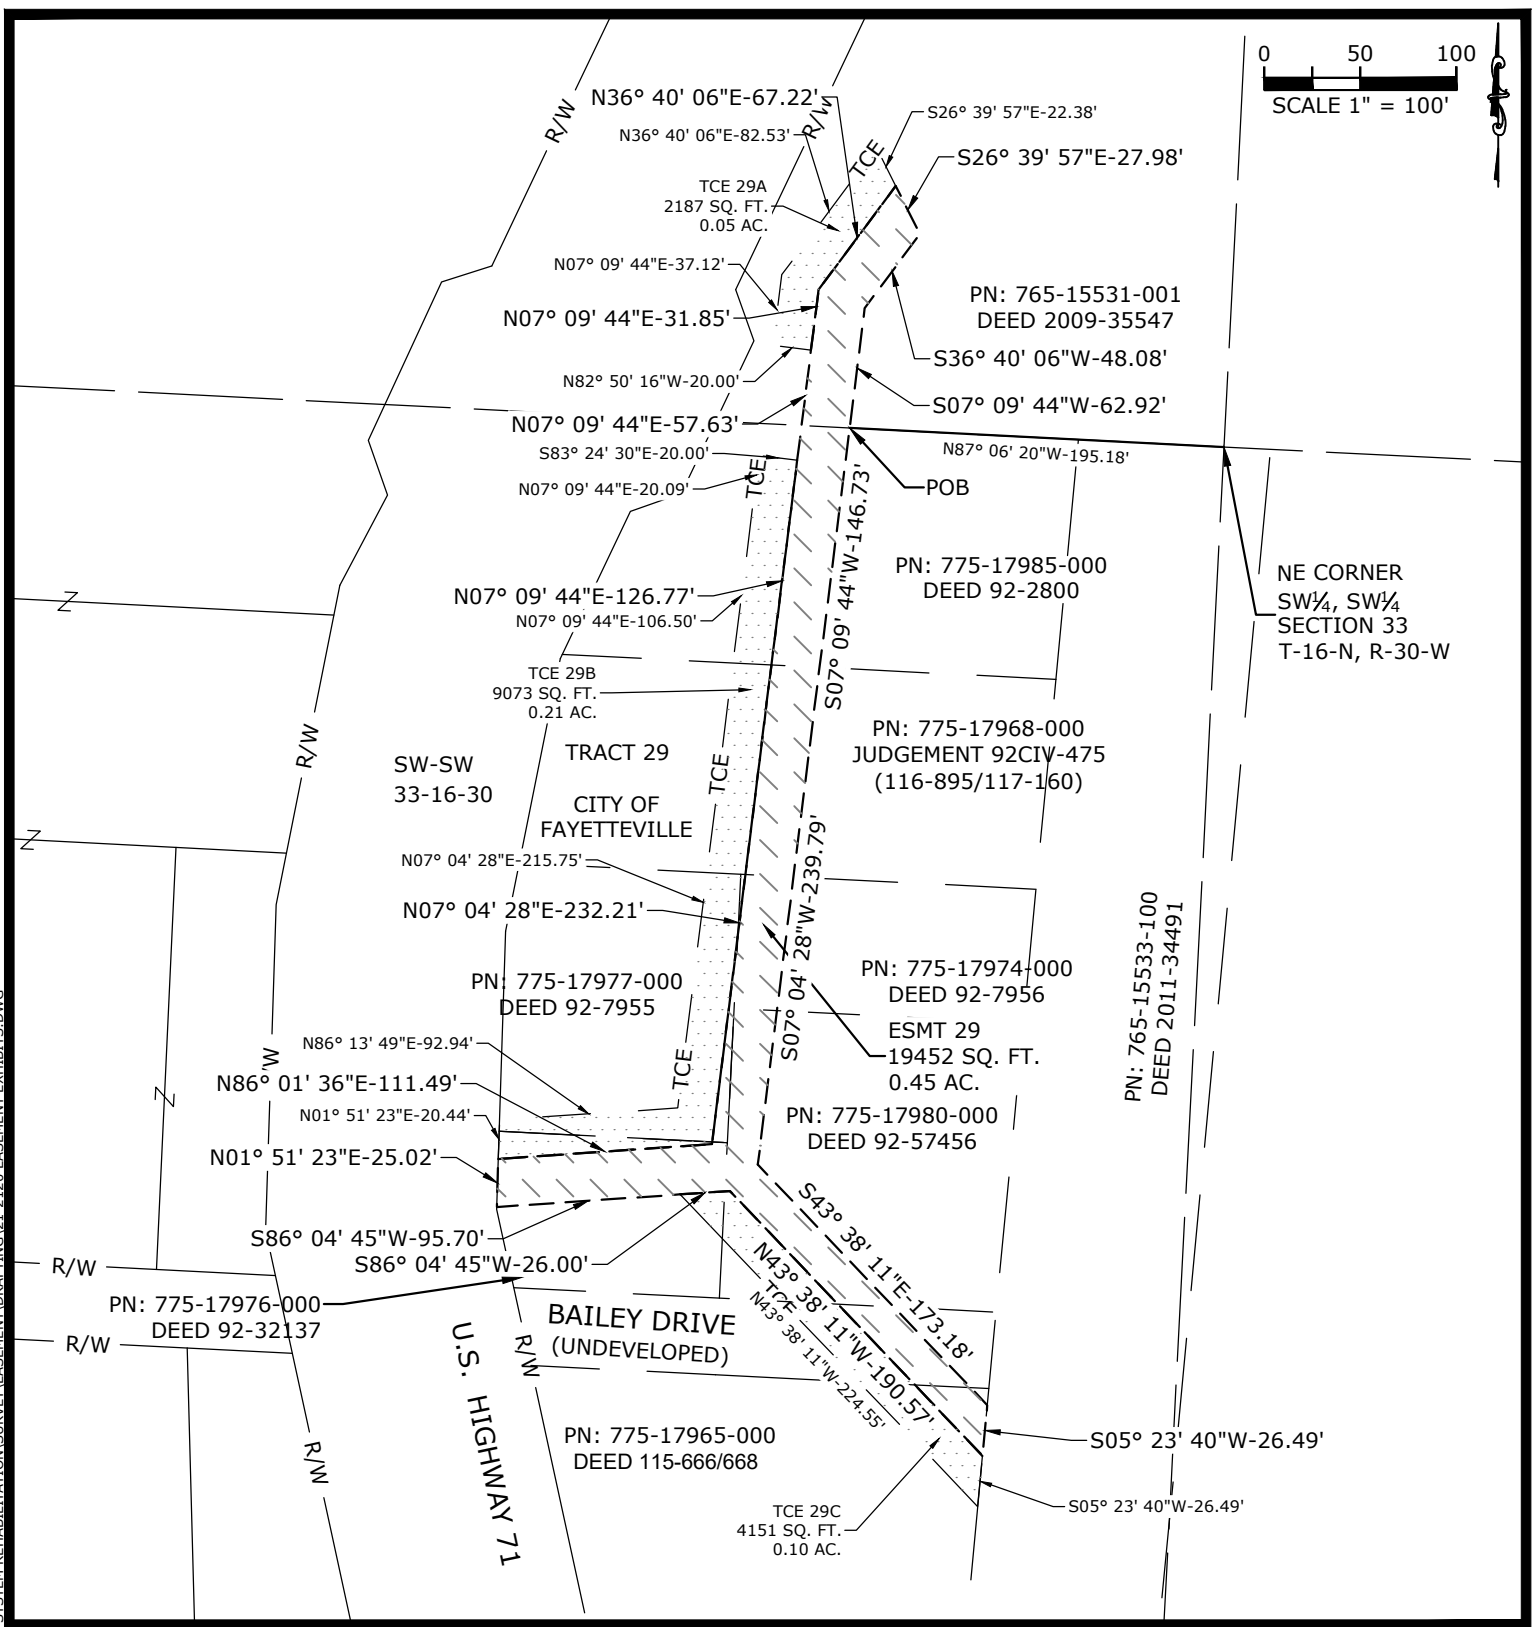 0 50 100
SCALE 1" = 100'
R/W
R/W
N36° 40' 06"E-67.22'
N36° 40' 06"E-82.53'
TCE
S26° 39' 57"E-22.38'
S26° 39' 57"E-27.98'
TCE 29A
2187 SQ. FT.
0.05 AC.
N07° 09' 44"E-37.12'
N07° 09' 44"E-31.85'
PN: 765-15531-001
DEED 2009-35547
S36° 40' 06"W-48.08'
N82° 50' 16"W-20.00'
S07° 09' 44"W-62.92'
N07° 09' 44"E-57.63'
N87° 06' 20"W-195.18'
S83° 24' 30"E-20.00'
N07° 09' 44"E-20.09'
TCE
POB
S07° 09' 44"W-146.73'
PN: 775-17985-000
DEED 92-2800
NE CORNER
SW¼, SW¼
SECTION 33
T-16-N, R-30-W
Z
N07° 09' 44"E-126.77'
N07° 09' 44"E-106.50'
TCE 29B
9073 SQ. FT.
0.21 AC.
R/W
SW-SW
33-16-30
TRACT 29
TCE
PN: 775-17968-000
JUDGEMENT 92CIV-475
(116-895/117-160)
CITY OF
FAYETTEVILLE
Z
N07° 04' 28"E-215.75'
N07° 04' 28"E-232.21'
S07° 04' 28"W-239.79'
PN: 765-15533-100
DEED 2011-34491
PN: 775-17977-000
DEED 92-7955
PN: 775-17974-000
DEED 92-7956
ESMT 29
19452 SQ. FT.
0.45 AC.
N86° 13' 49"E-92.94'
R/W
TCE
N86° 01' 36"E-111.49'
Z
N01° 51' 23"E-20.44'
PN: 775-17980-000
DEED 92-57456
N01° 51' 23"E-25.02'
S86° 04' 45"W-95.70'
S86° 04' 45"W-26.00'
S43° 38' 11"E-173.18'
R/W
N43° 38' 11"W-190.57'
TCE
N43° 38' 11"W-224.55'
PN: 775-17976-000
DEED 92-32137
R/W
BAILEY DRIVE
(UNDEVELOPED)
R/W
U.S. HIGHWAY 71
R/W
PN: 775-17965-000
DEED 115-666/668
S05° 23' 40"W-26.49'
S05° 23' 40"W-26.49'
TCE 29C
4151 SQ. FT.
0.10 AC.